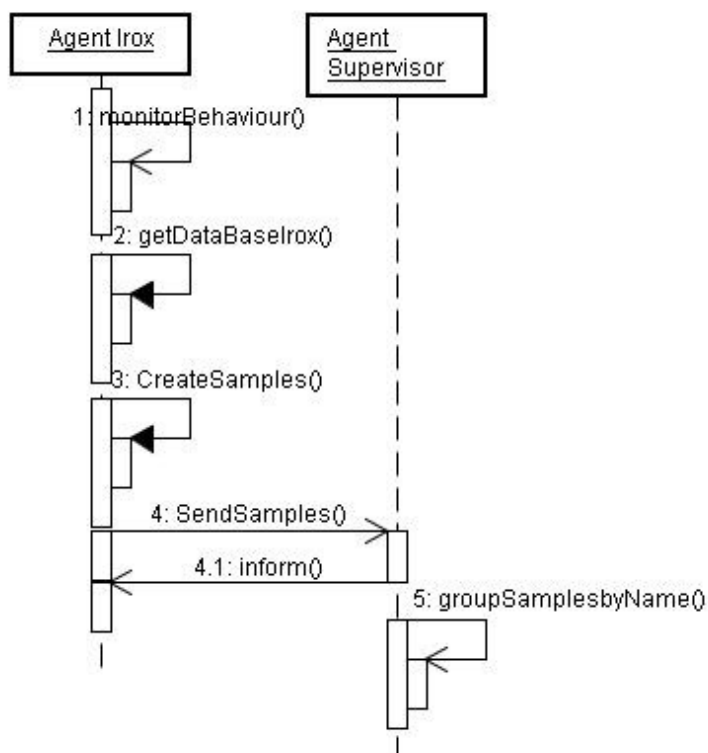 Agent Irox
Agent
Supervisor
1: monitorBehaviour()
2: getDataBaseIrox()
3: CreateSamples()
4: SendSamples()
4.1: inform()
5: groupSamplesbyName()